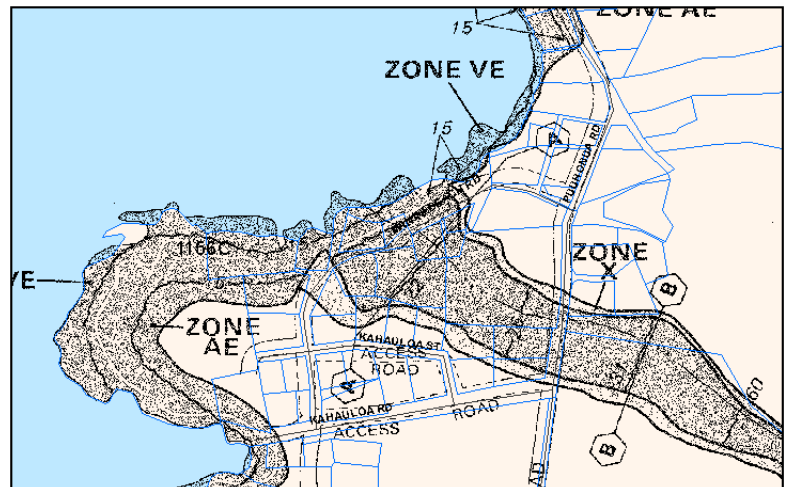 ZONE AE
15
ZONE VE
15
A
PUUHONUA RD
1166C
ZONE
X
VE
B
ZONE
AE
KAHAULOA ST
ACCESS
ROAD
A
60
KAHAULOA RD
ACCESS
ROAD
B
AD